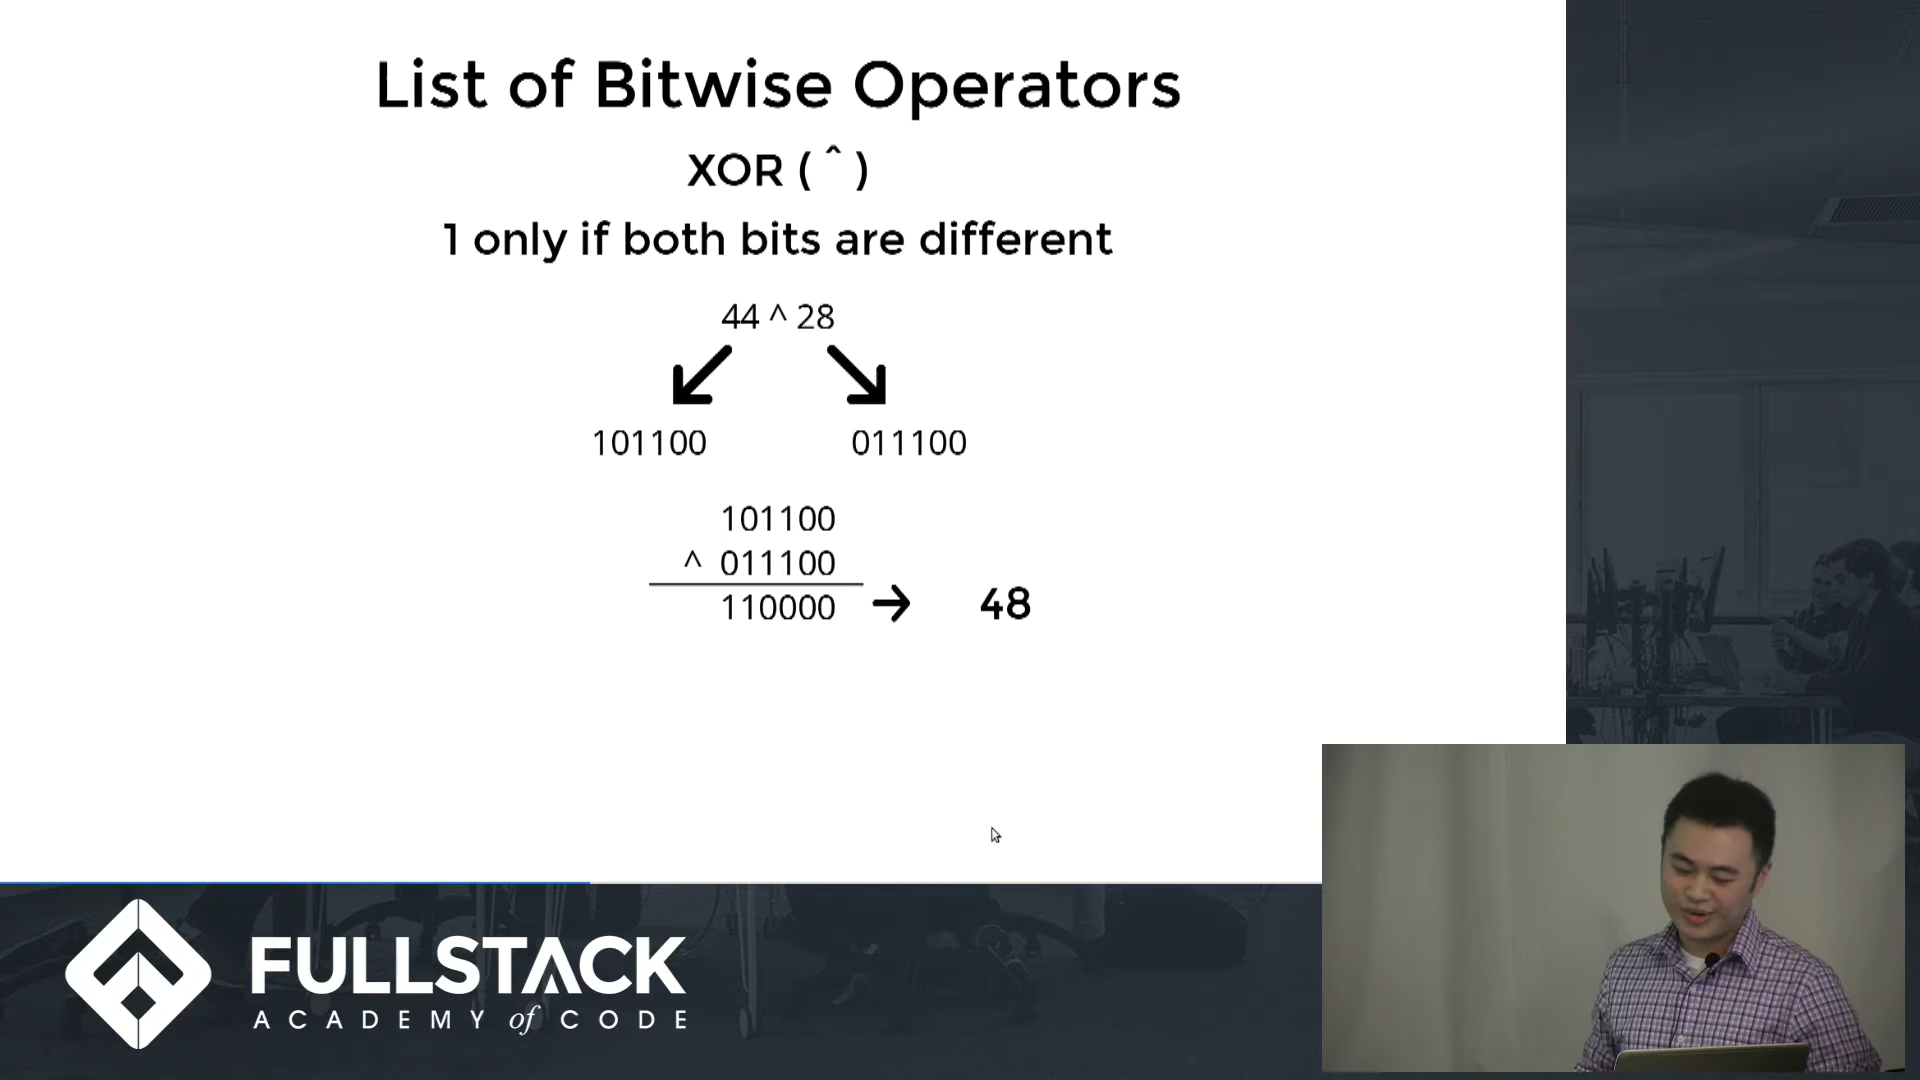 List of Bitwise Operators
XOR ( ^ )
1 only if both bits are different
44 ^ 28
101100 011100
101100
^ 011100
110000 → 48
FULLSTACK
ACADEMY of CODE